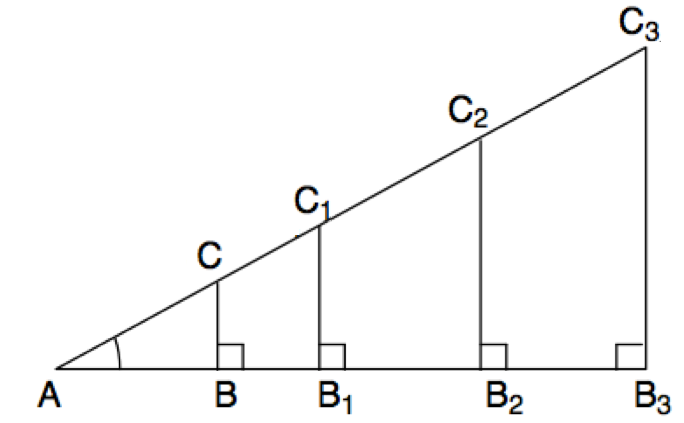 C₃
C₂
C₁
C
A B B₁ B₂ B₃